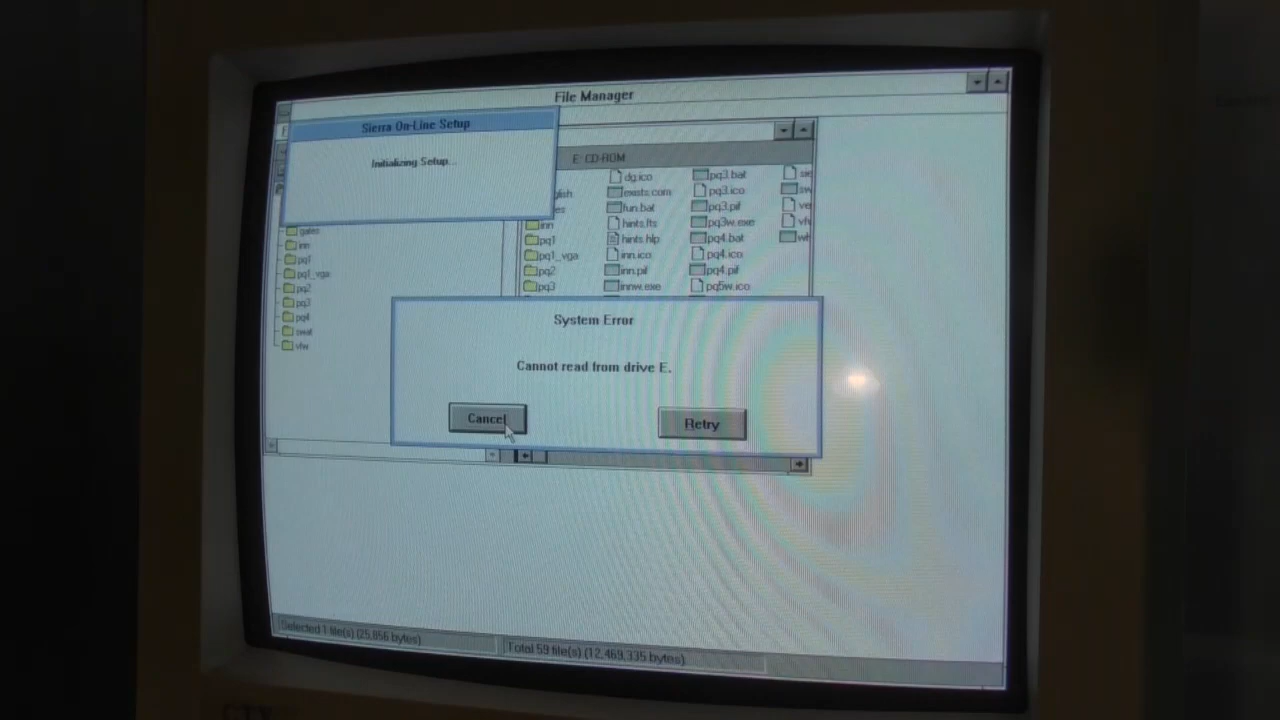 File Manager
Sierra On-Line Setup
Initializing Setup...
E: CD-ROM
dg.ico
pq3.bat
exists.com
pq3.ico
fun.bat
pq3.pif
inn
hints.fts
pq3w.exe
pq1
hints.hlp
pq4.bat
pq1_vga
inn.ico
pq4.ico
pq2
inn.pif
pq4.pif
pq3
innw.exe
pq5w.ico
gales
inn
pq1
pq1_vga
pq2
pq3
pq4
swat
vfw
System Error
Cannot read from drive E.
Cancel
Retry
Selected 1 file(s) (25,856 bytes)
Total 59 file(s) (12,469,335 bytes)